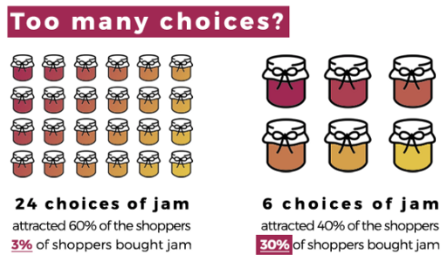 Too many choices?
24 choices of jam
attracted 60% of the shoppers
3% of shoppers bought jam
6 choices of jam
attracted 40% of the shoppers
30% of shoppers bought jam